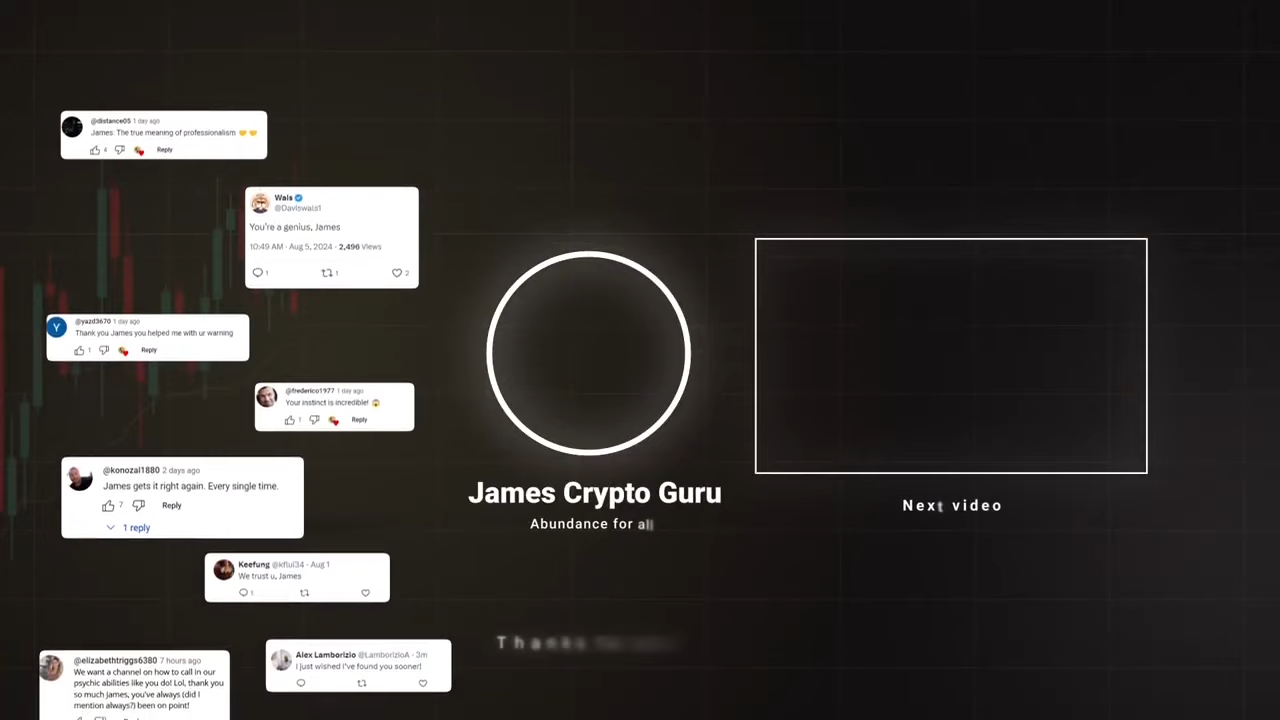 @distance05 1 day ago
James: The true meaning of professionalism 🤝 🤝
4 Reply
Wals
@Daviswals1
You're a genius, James
10:49 AM · Aug 5, 2024 · 2,496 Views
1 1 2
Y @yazd3670 1 day ago
Thank you James you helped me with ur warning
1 Reply
@frederico1977 1 day ago
Your instinct is incredible! 😱
1 Reply
@konozal1880 2 days ago
James gets it right again. Every single time.
7 Reply
1 reply
Keefung @kflui34 · Aug 1
We trust u, James
1
@elizabethtriggs6380 7 hours ago
We want a channel on how to call in our
psychic abilities like you do! Lol, thank you
so much James, you've always (did I
mention always?) been on point!
Alex Lamborizio @LamborizioA · 3m
I just wished I've found you sooner!
James Crypto Guru
Abundance for all
Thanks
Next video